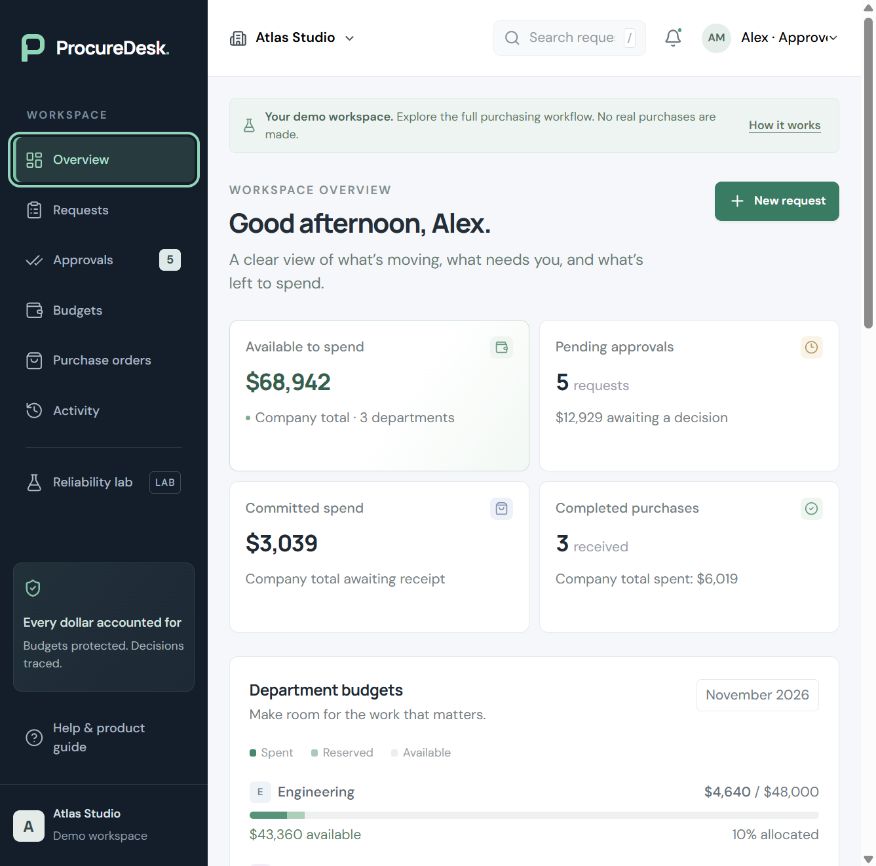 ProcureDesk.
WORKSPACE
Overview
Requests
Approvals 5
Budgets
Purchase orders
Activity
Reliability lab LAB
Every dollar accounted for
Budgets protected. Decisions
traced.
Help & product
guide
A
Atlas Studio
Demo workspace
Atlas Studio
Search reque /
AM Alex · Approv
Your demo workspace. Explore the full purchasing workflow. No real purchases are
made.
How it works
WORKSPACE OVERVIEW
Good afternoon, Alex.
A clear view of what’s moving, what needs you, and what’s
left to spend.
New request
Available to spend
$68,942
Company total · 3 departments
Pending approvals
5 requests
$12,929 awaiting a decision
Committed spend
$3,039
Company total awaiting receipt
Completed purchases
3 received
Company total spent: $6,019
Department budgets
Make room for the work that matters.
November 2026
Spent Reserved Available
E Engineering $4,640 / $48,000
$43,360 available 10% allocated